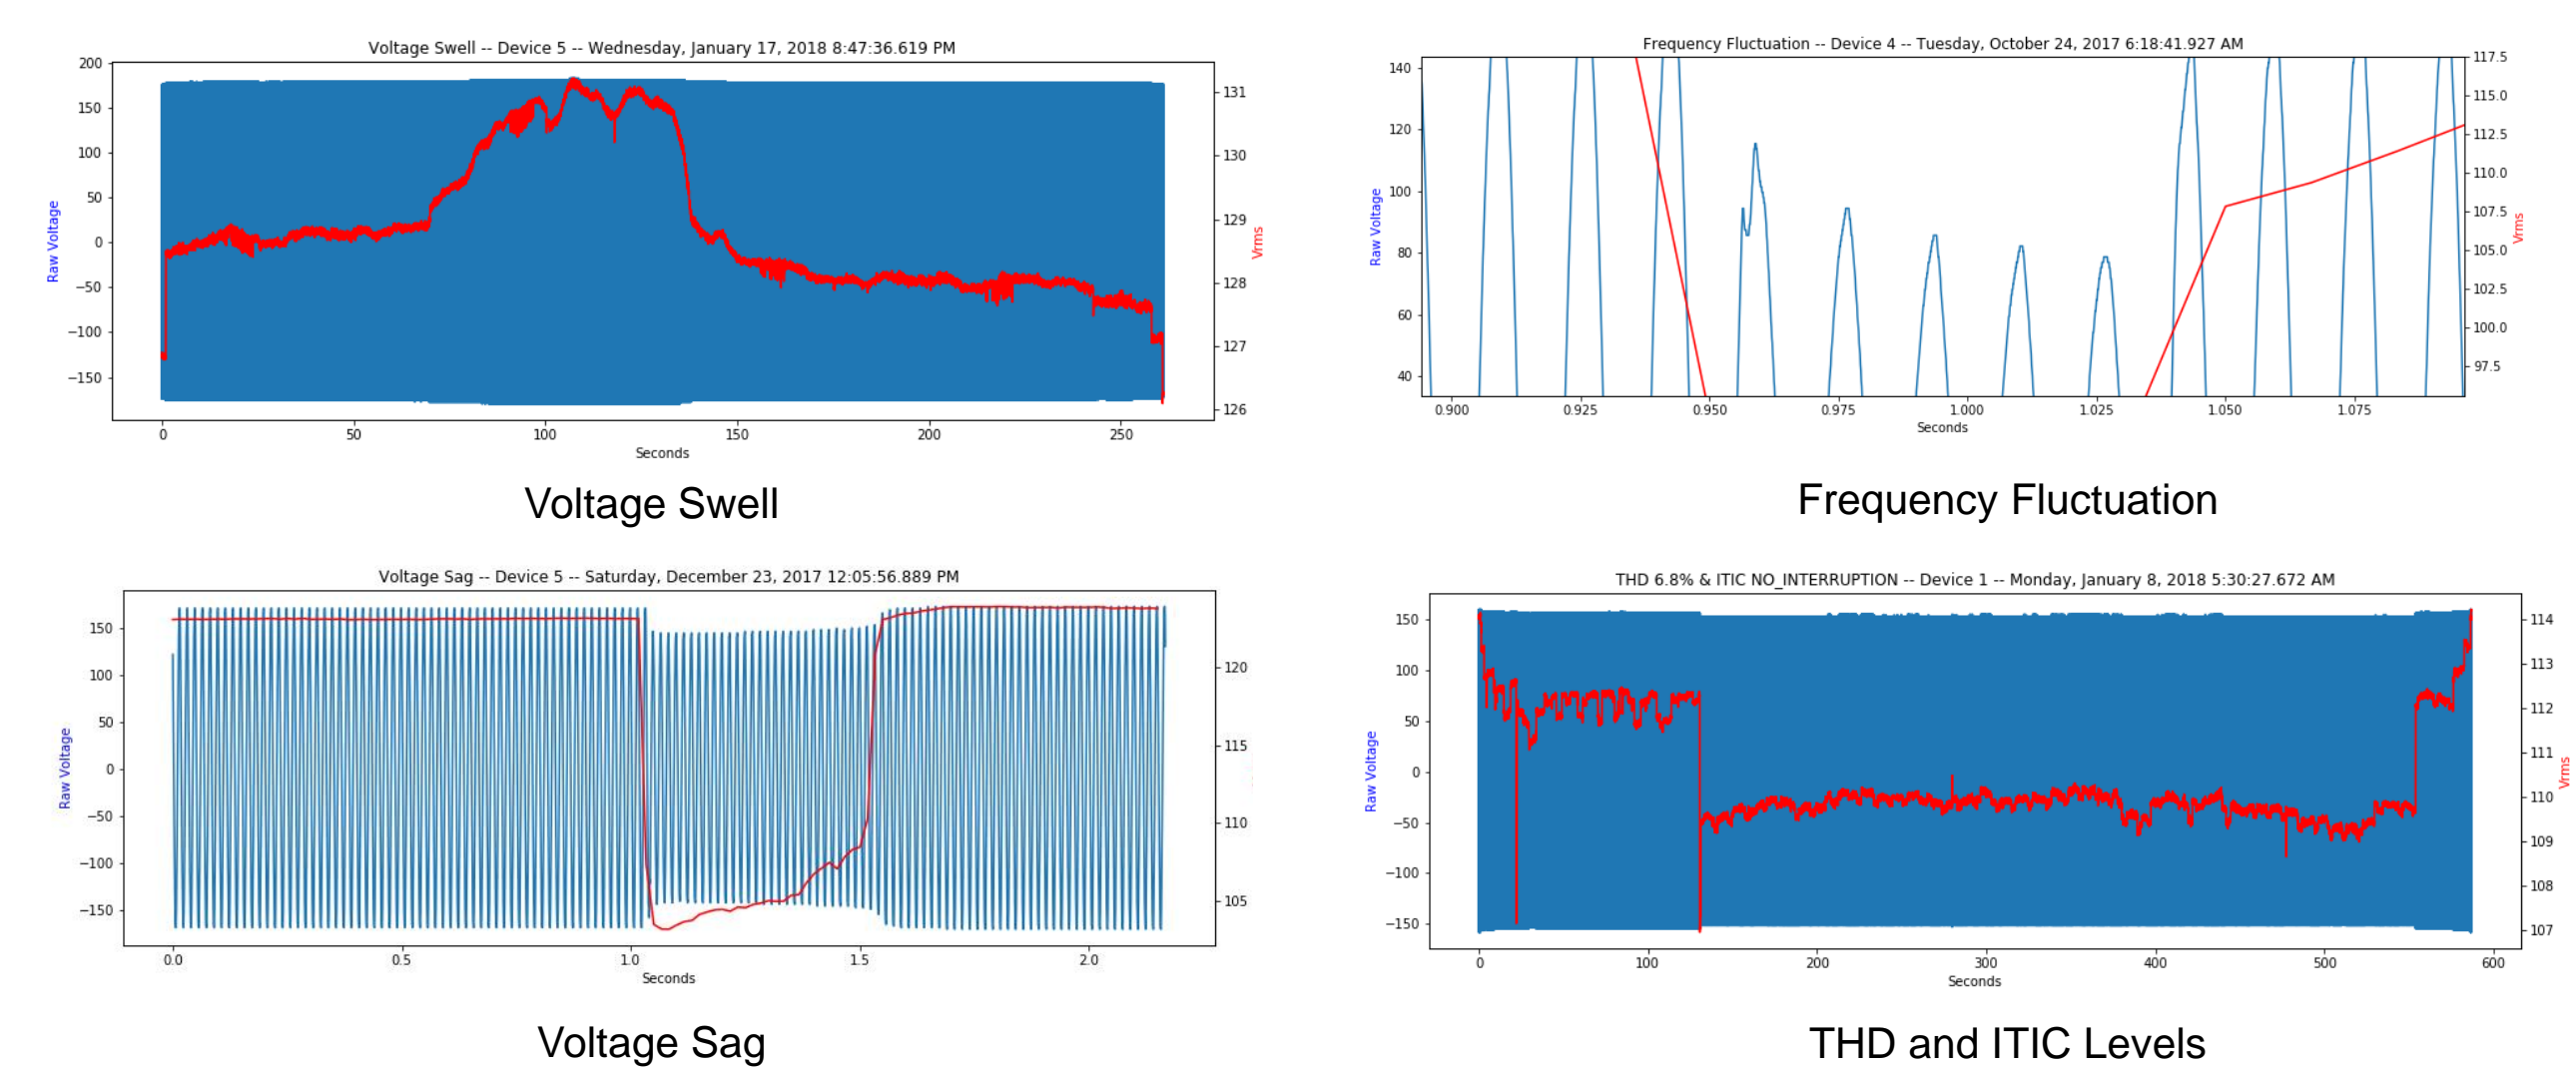 Voltage Swell -- Device 5 -- Wednesday, January 17, 2018 8:47:36.619 PM
200
150
100
50
0
−50
−100
−150
Raw Voltage
131
130
129
128
127
126
Vrms
0 50 100 150 200 250
Seconds
Voltage Swell
Frequency Fluctuation -- Device 4 -- Tuesday, October 24, 2017 6:18:41.927 AM
140
120
100
80
60
40
Raw Voltage
117.5
115.0
112.5
110.0
107.5
105.0
102.5
100.0
97.5
Vrms
0.900 0.925 0.950 0.975 1.000 1.025 1.050 1.075
Seconds
Frequency Fluctuation
Voltage Sag -- Device 5 -- Saturday, December 23, 2017 12:05:56.889 PM
150
100
50
0
−50
−100
−150
Raw Voltage
120
115
110
105
0.0 0.5 1.0 1.5 2.0
Seconds
Voltage Sag
THD 6.8% & ITIC NO_INTERRUPTION -- Device 1 -- Monday, January 8, 2018 5:30:27.672 AM
150
100
50
0
−50
−100
−150
Raw Voltage
114
113
112
111
110
109
108
107
Vrms
0 100 200 300 400 500 600
Seconds
THD and ITIC Levels